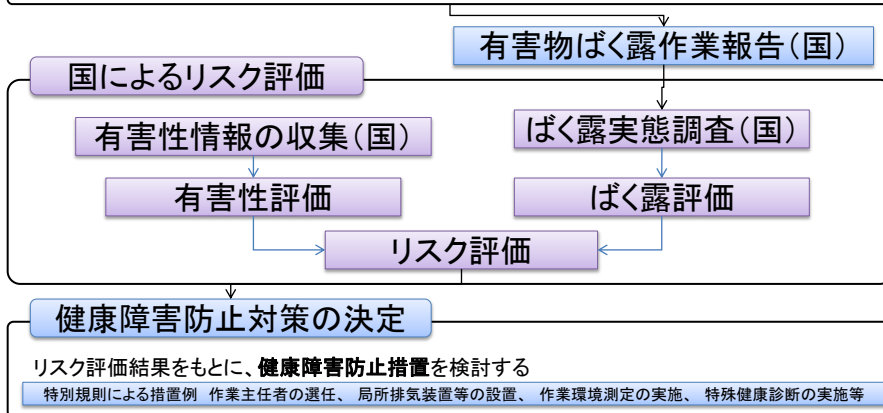 有害物ばく露作業報告(国)
国によるリスク評価
有害性情報の収集(国)
ばく露実態調査(国)
有害性評価
ばく露評価
リスク評価
健康障害防止対策の決定
リスク評価結果をもとに、健康障害防止措置を検討する
特別規則による措置例 作業主任者の選任、 局所排気装置等の設置、 作業環境測定の実施、 特殊健康診断の実施等